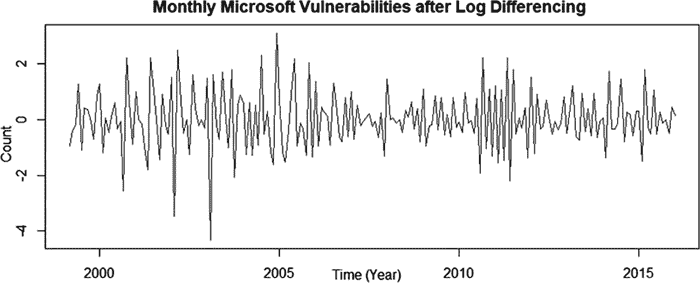 Monthly Microsoft Vulnerabilities after Log Differencing
Count
2
0
-2
-4
2000
2005
2010
2015
Time (Year)